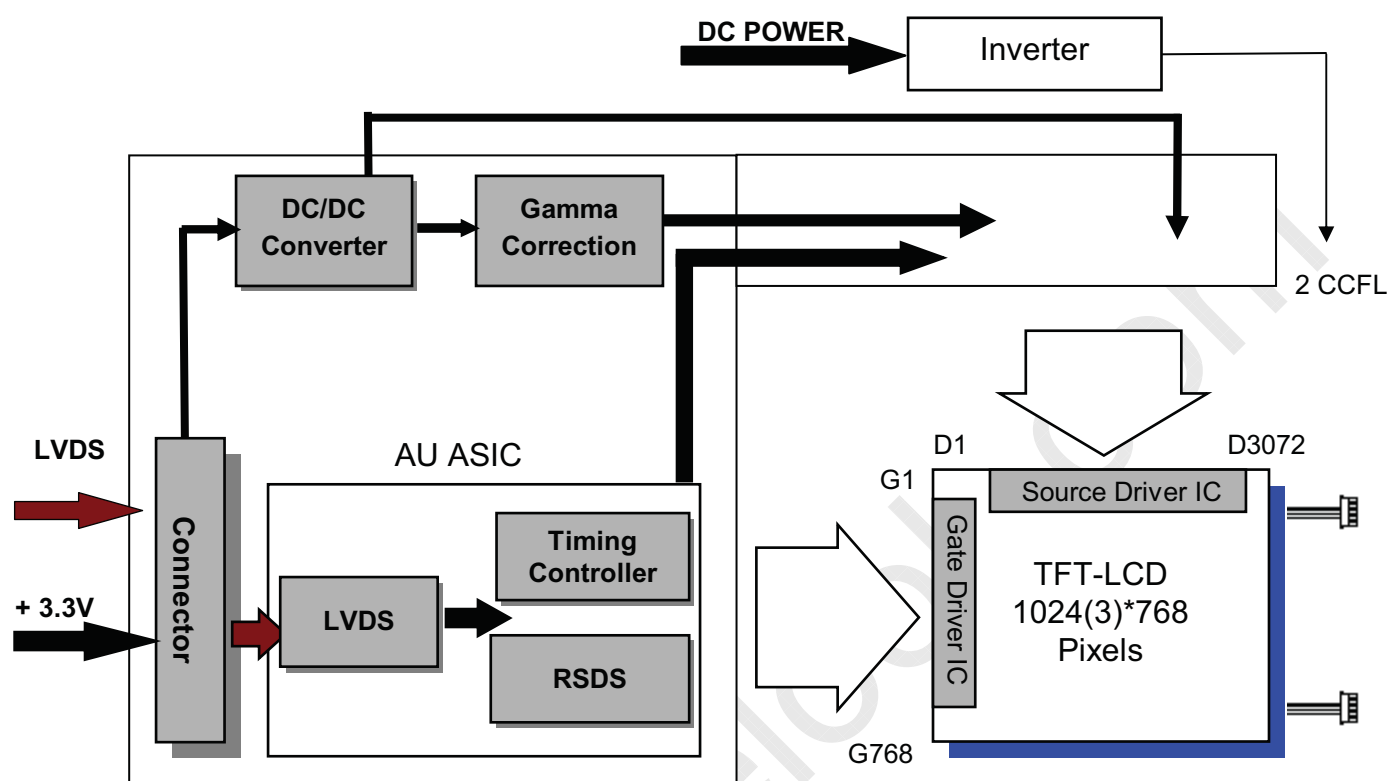 DC POWER
Inverter
DC/DC
Converter
Gamma
Correction
2 CCFL
LVDS
+ 3.3V
Connector
AU ASIC
LVDS
Timing
Controller
RSDS
D1
D3072
G1
Source Driver IC
Gate Driver IC
TFT-LCD
1024(3)*768
Pixels
G768